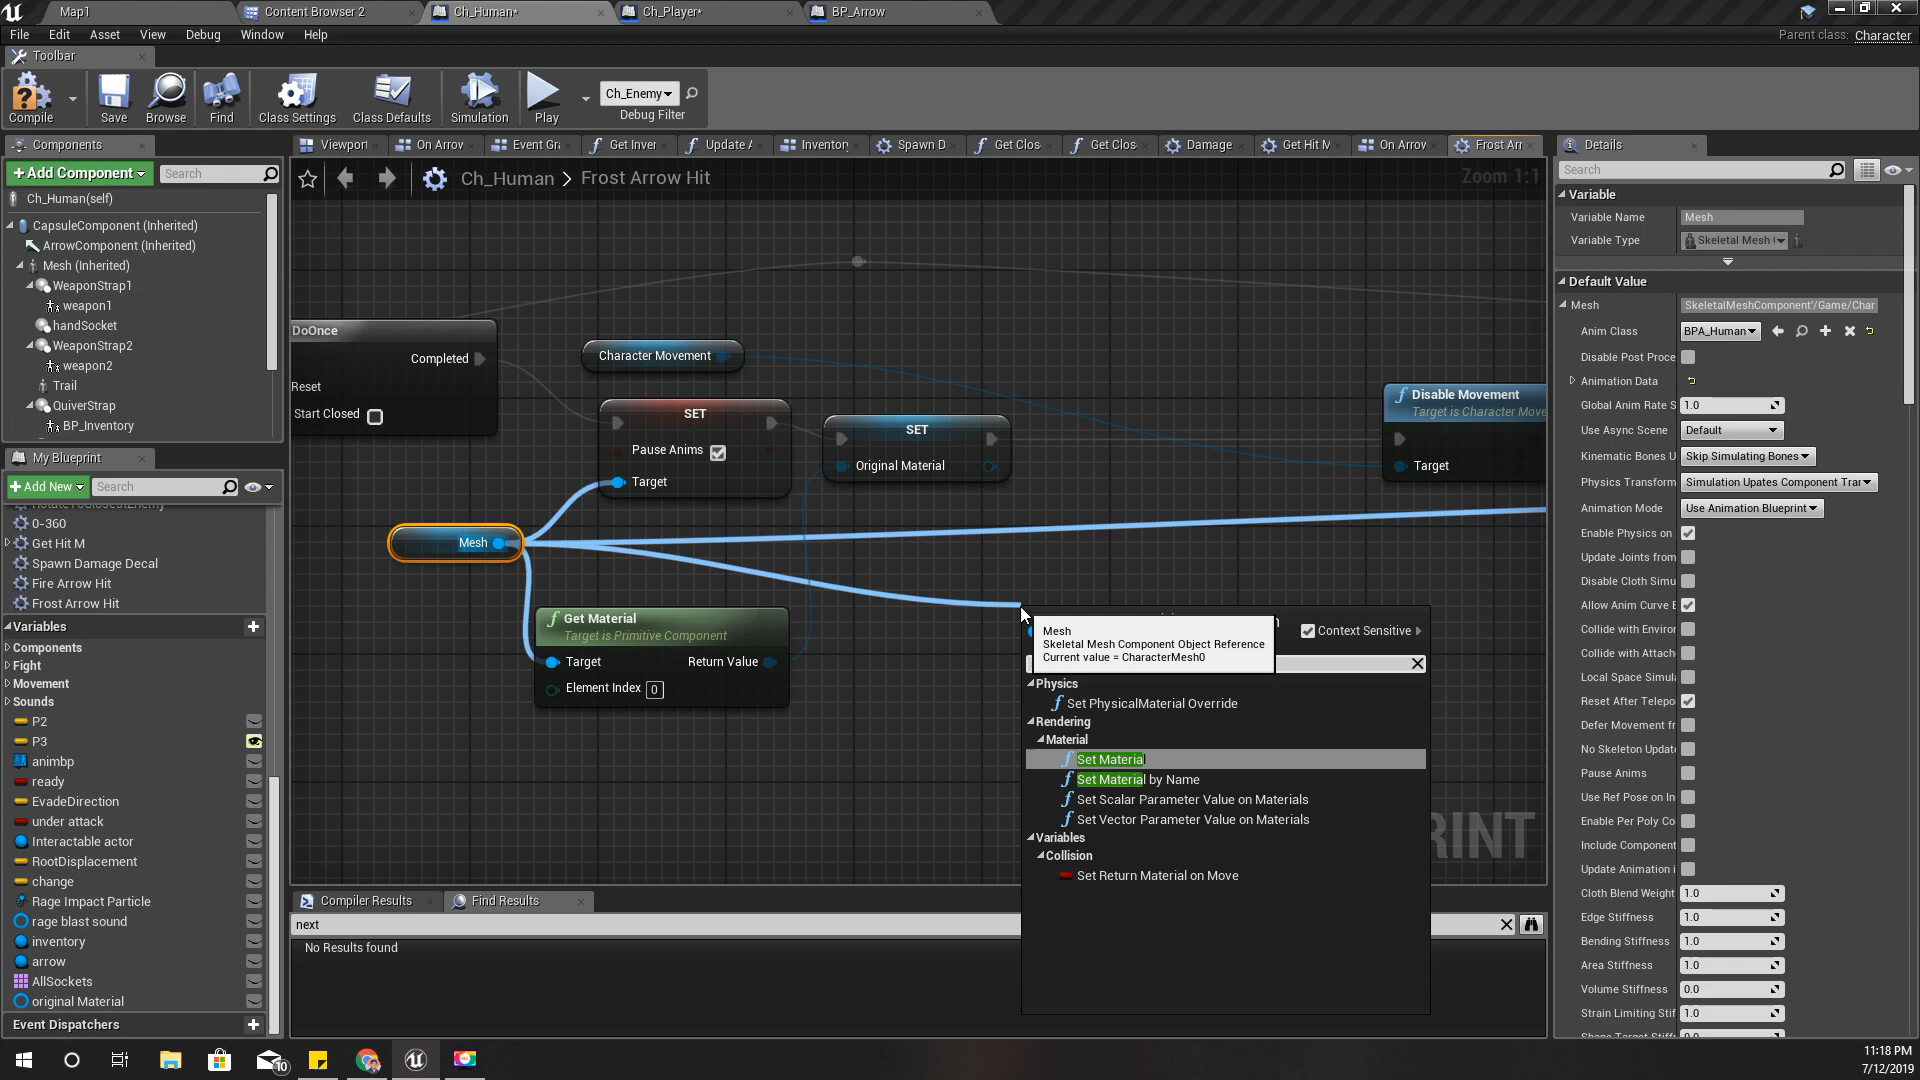 Map1
Content Browser 2
Ch_Human*
Ch_Player*
BP_Arrow
File Edit Asset View Debug Window Help
Parent class: Character
Toolbar
Compile
Save
Browse
Find
Class Settings
Class Defaults
Simulation
Play
Ch_Enemy
Debug Filter
Components
+Add Component
Search
Ch_Human(self)
CapsuleComponent (Inherited)
ArrowComponent (Inherited)
Mesh (Inherited)
WeaponStrap1
weapon1
handSocket
WeaponStrap2
weapon2
Trail
QuiverStrap
BP_Inventory
My Blueprint
+Add New
Search
0-360
Get Hit M
Spawn Damage Decal
Fire Arrow Hit
Frost Arrow Hit
Variables
Components
Fight
Movement
Sounds
P2
P3
animbp
ready
EvadeDirection
under attack
Interactable actor
RootDisplacement
change
Rage Impact Particle
rage blast sound
inventory
arrow
AllSockets
original Material
Event Dispatchers
Viewport
On Arrov
Event Gr
Get Inver
Update A
Inventory
Spawn D
Get Clos
Get Clos
Damage
Get Hit M
On Arrow
Frost Arr
Ch_Human > Frost Arrow Hit
Zoom 1:1
DoOnce
Completed
Reset
Start Closed
Character Movement
SET
Pause Anims
Target
SET
Original Material
Disable Movement
Target is Character Move
Target
Mesh
Get Material
Target is Primitive Component
Target
Return Value
Element Index 0
Mesh
Skeletal Mesh Component Object Reference
Current value = CharacterMesh0
Context Sensitive
Physics
Set PhysicalMaterial Override
Rendering
Material
Set Material
Set Material by Name
Set Scalar Parameter Value on Materials
Set Vector Parameter Value on Materials
Variables
Collision
Set Return Material on Move
RINT
Compiler Results
Find Results
next
No Results found
Details
Search
Variable
Variable Name Mesh
Variable Type Skeletal Mesh (
Default Value
Mesh SkeletalMeshComponent'/Game/Char
Anim Class BPA_Human
Disable Post Proce
Animation Data
Global Anim Rate S 1.0
Use Async Scene Default
Kinematic Bones U Skip Simulating Bones
Physics Transform Simulation Upates Component Tran
Animation Mode Use Animation Blueprint
Enable Physics on
Update Joints from
Disable Cloth Simu
Allow Anim Curve E
Collide with Enviror
Collide with Attach
Local Space Simul
Reset After Telepo
Defer Movement fr
No Skeleton Update
Pause Anims
Use Ref Pose on In
Enable Per Poly Co
Include Component
Update Animation i
Cloth Blend Weight 1.0
Edge Stiffness 1.0
Bending Stiffness 1.0
Area Stiffness 1.0
Volume Stiffness 0.0
Strain Limiting Stif 1.0
10
11:18 PM
7/12/2019